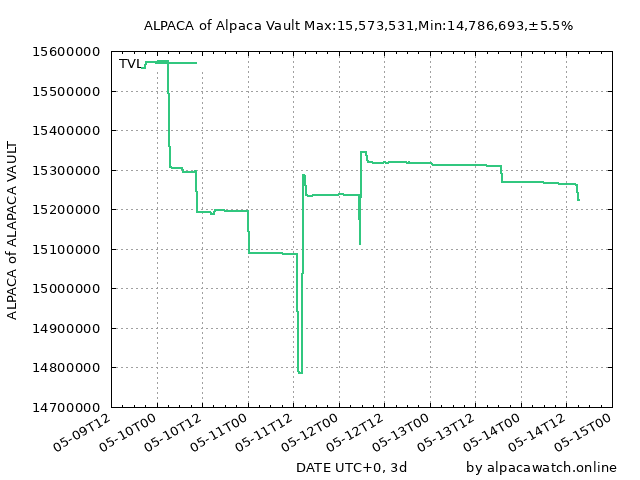 ALPACA of Alpaca Vault Max:15,573,531,Min:14,786,693,±5.5%
ALPACA of ALAPACA VAULT
15600000
15500000
15400000
15300000
15200000
15100000
15000000
14900000
14800000
14700000
TVL
05-09T12
05-10T00
05-10T12
05-11T00
05-11T12
05-12T00
05-12T12
05-13T00
05-13T12
05-14T00
05-14T12
05-15T00
DATE UTC+0, 3d
by alpacawatch.online